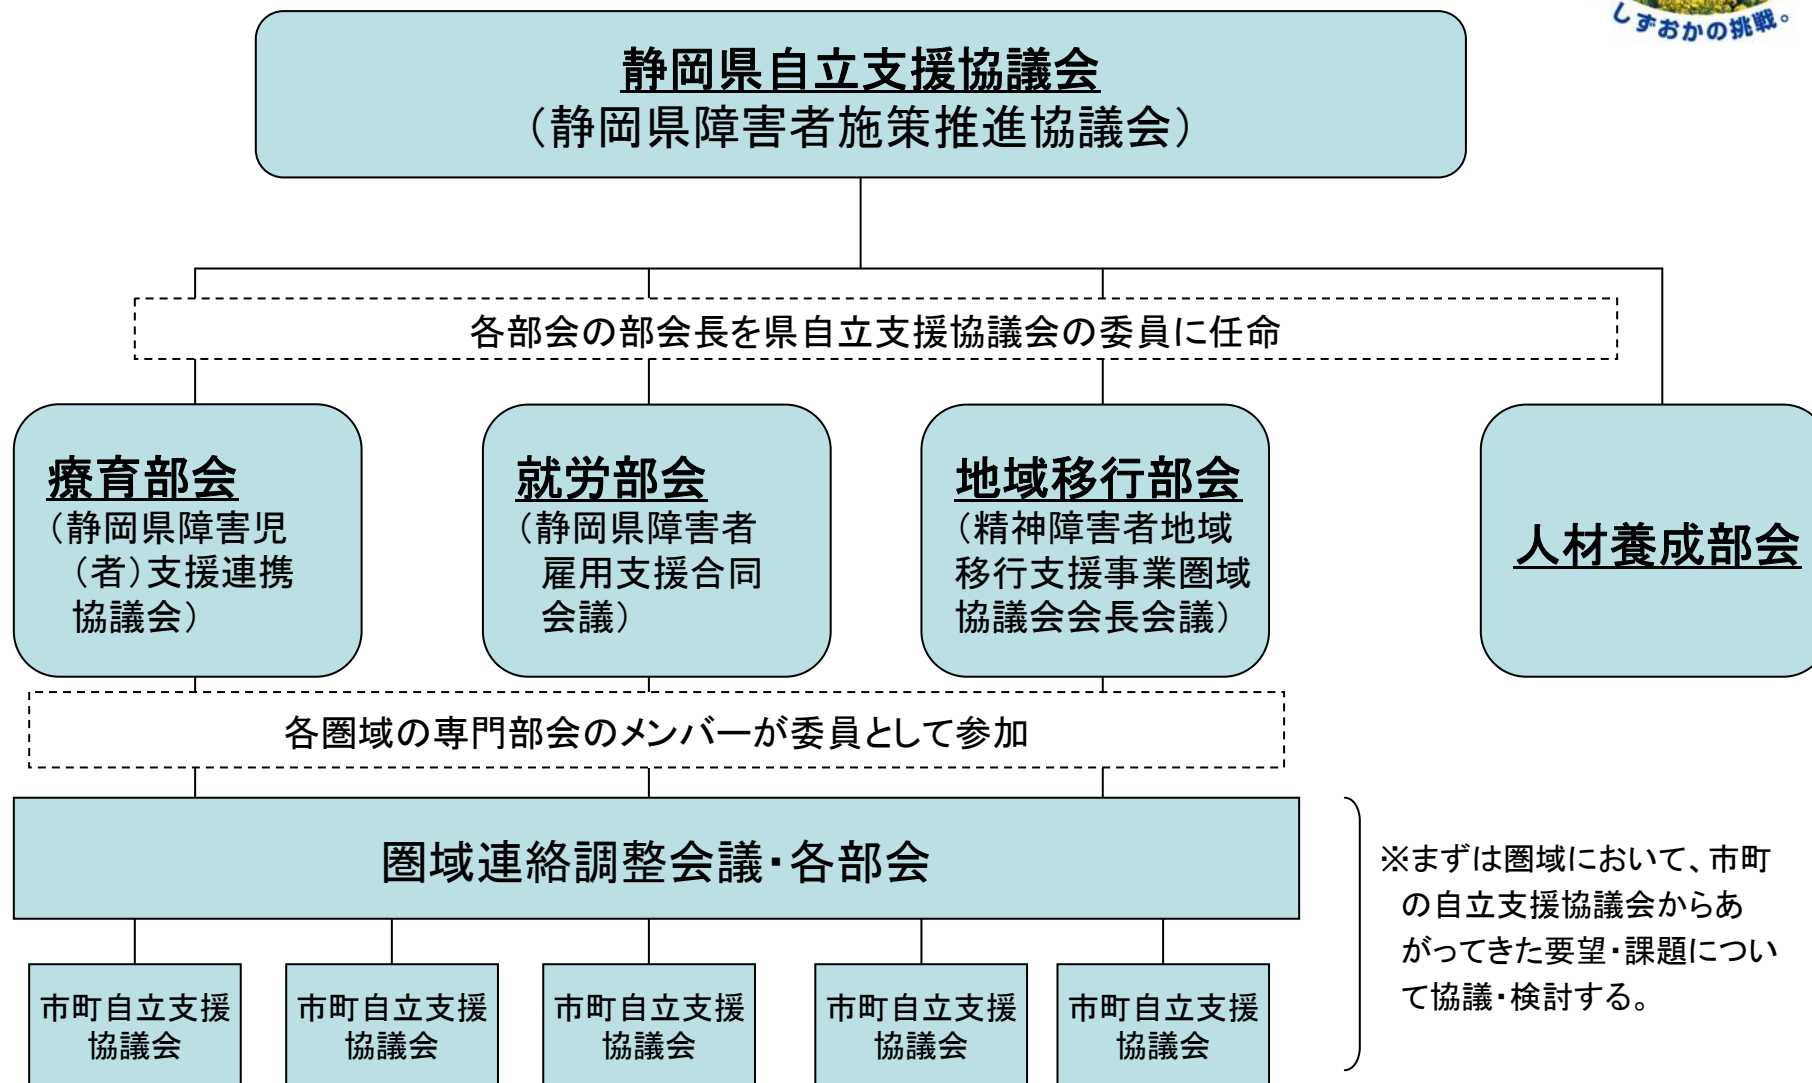 しずおかの挑戦。
静岡県自立支援協議会
（静岡県障害者施策推進協議会）
各部会の部会長を県自立支援協議会の委員に任命
療育部会
（静岡県障害児
（者）支援連携
協議会）
就労部会
（静岡県障害者
雇用支援合同
会議）
地域移行部会
（精神障害者地域
移行支援事業圏域
協議会会長会議）
人材養成部会
各圏域の専門部会のメンバーが委員として参加
圏域連絡調整会議・各部会
※まずは圏域において、市町
の自立支援協議会からあ
がってきた要望・課題につい
て協議・検討する。
市町自立支援
協議会
市町自立支援
協議会
市町自立支援
協議会
市町自立支援
協議会
市町自立支援
協議会